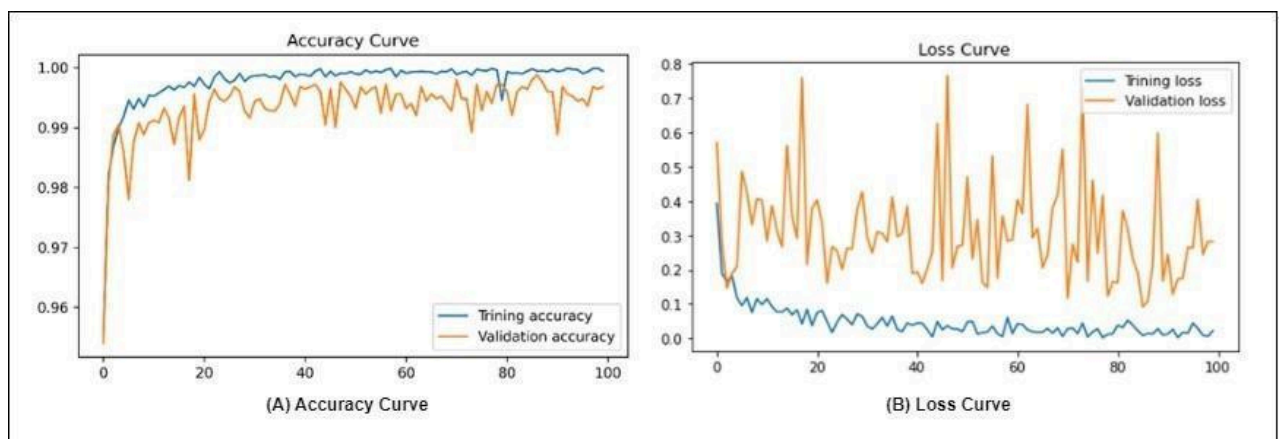 Accuracy Curve
1.00
0.99
0.98
0.97
0.96
Trining accuracy
Validation accuracy
0 20 40 60 80 100
(A) Accuracy Curve
Loss Curve
0.8
0.7
0.6
0.5
0.4
0.3
0.2
0.1
0.0
Trining loss
Validation loss
0 20 40 60 80 100
(B) Loss Curve